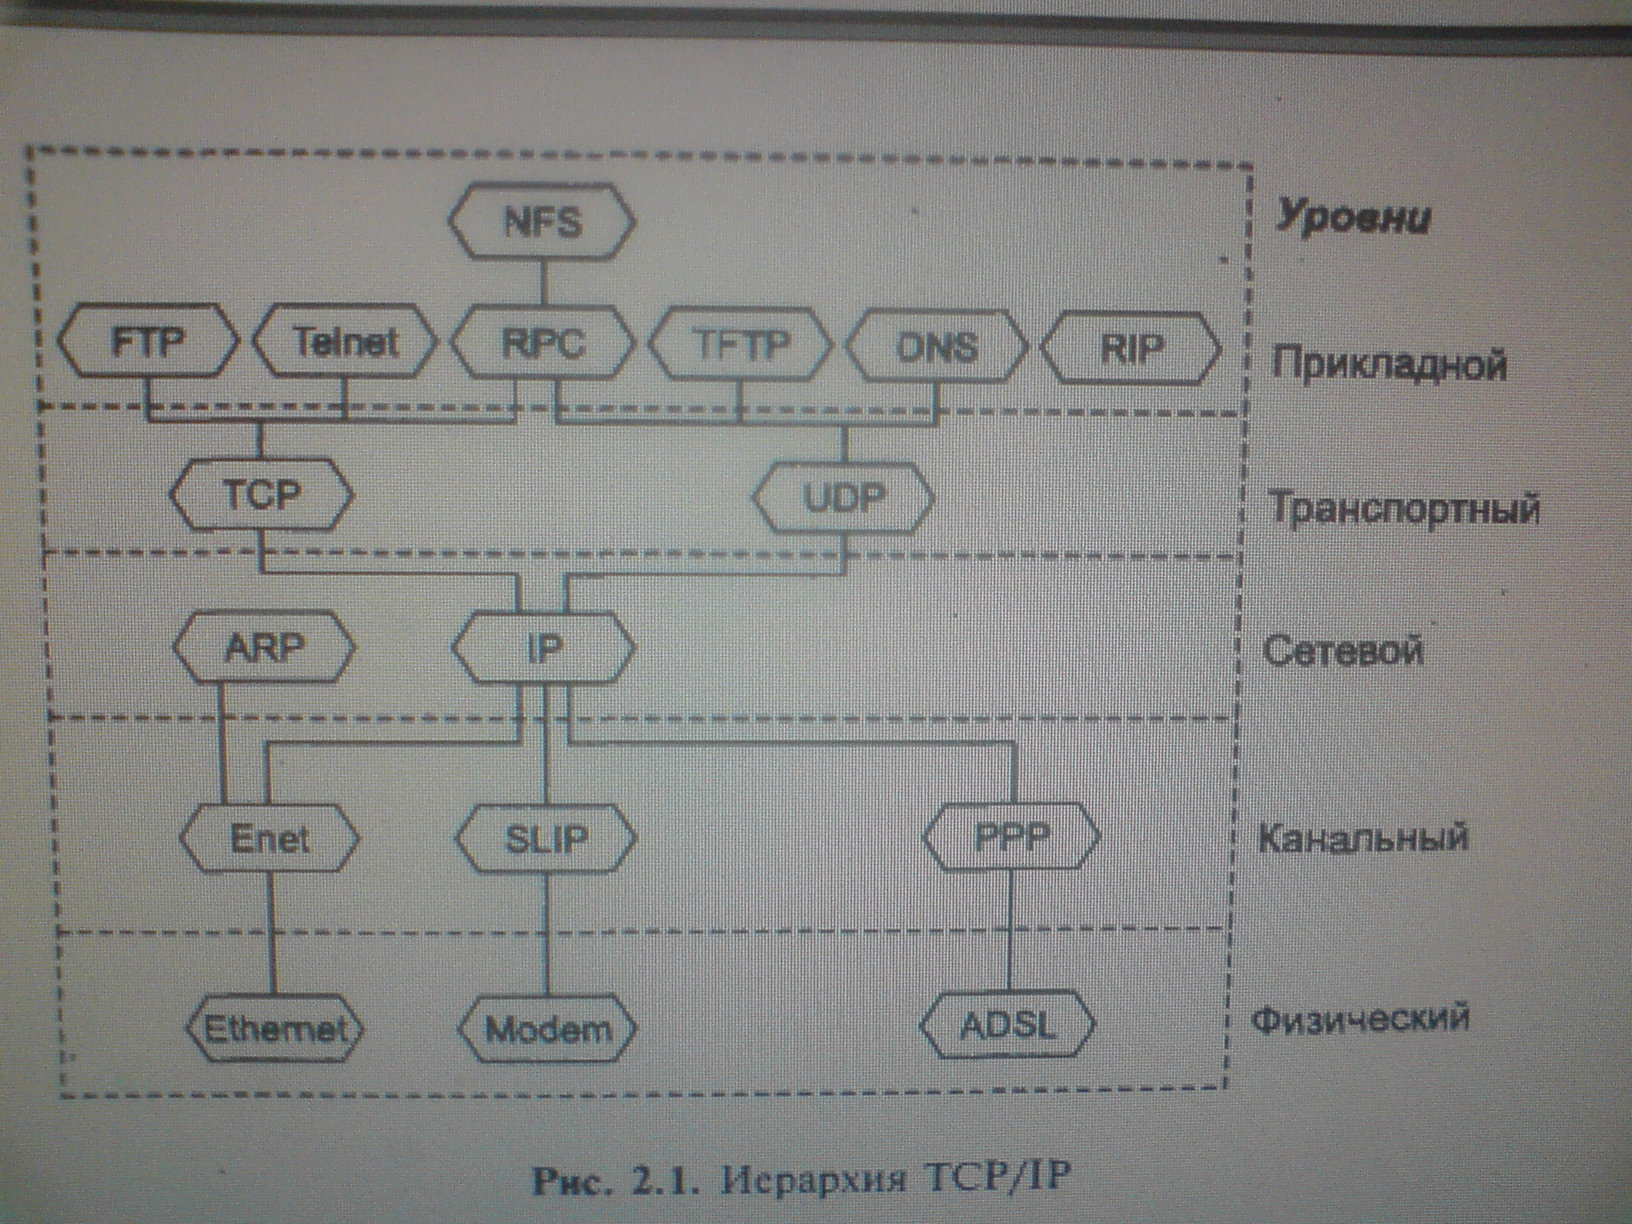 NFS
Уровни
FTP Telnet RPC TFTP DNS RIP
Прикладной
TCP UDP
Транспортный
ARP IP
Сетевой
Enet SLIP PPP
Канальный
Ethernet Modem ADSL
Физический
Рис. 2.1. Иерархия TCP/IP